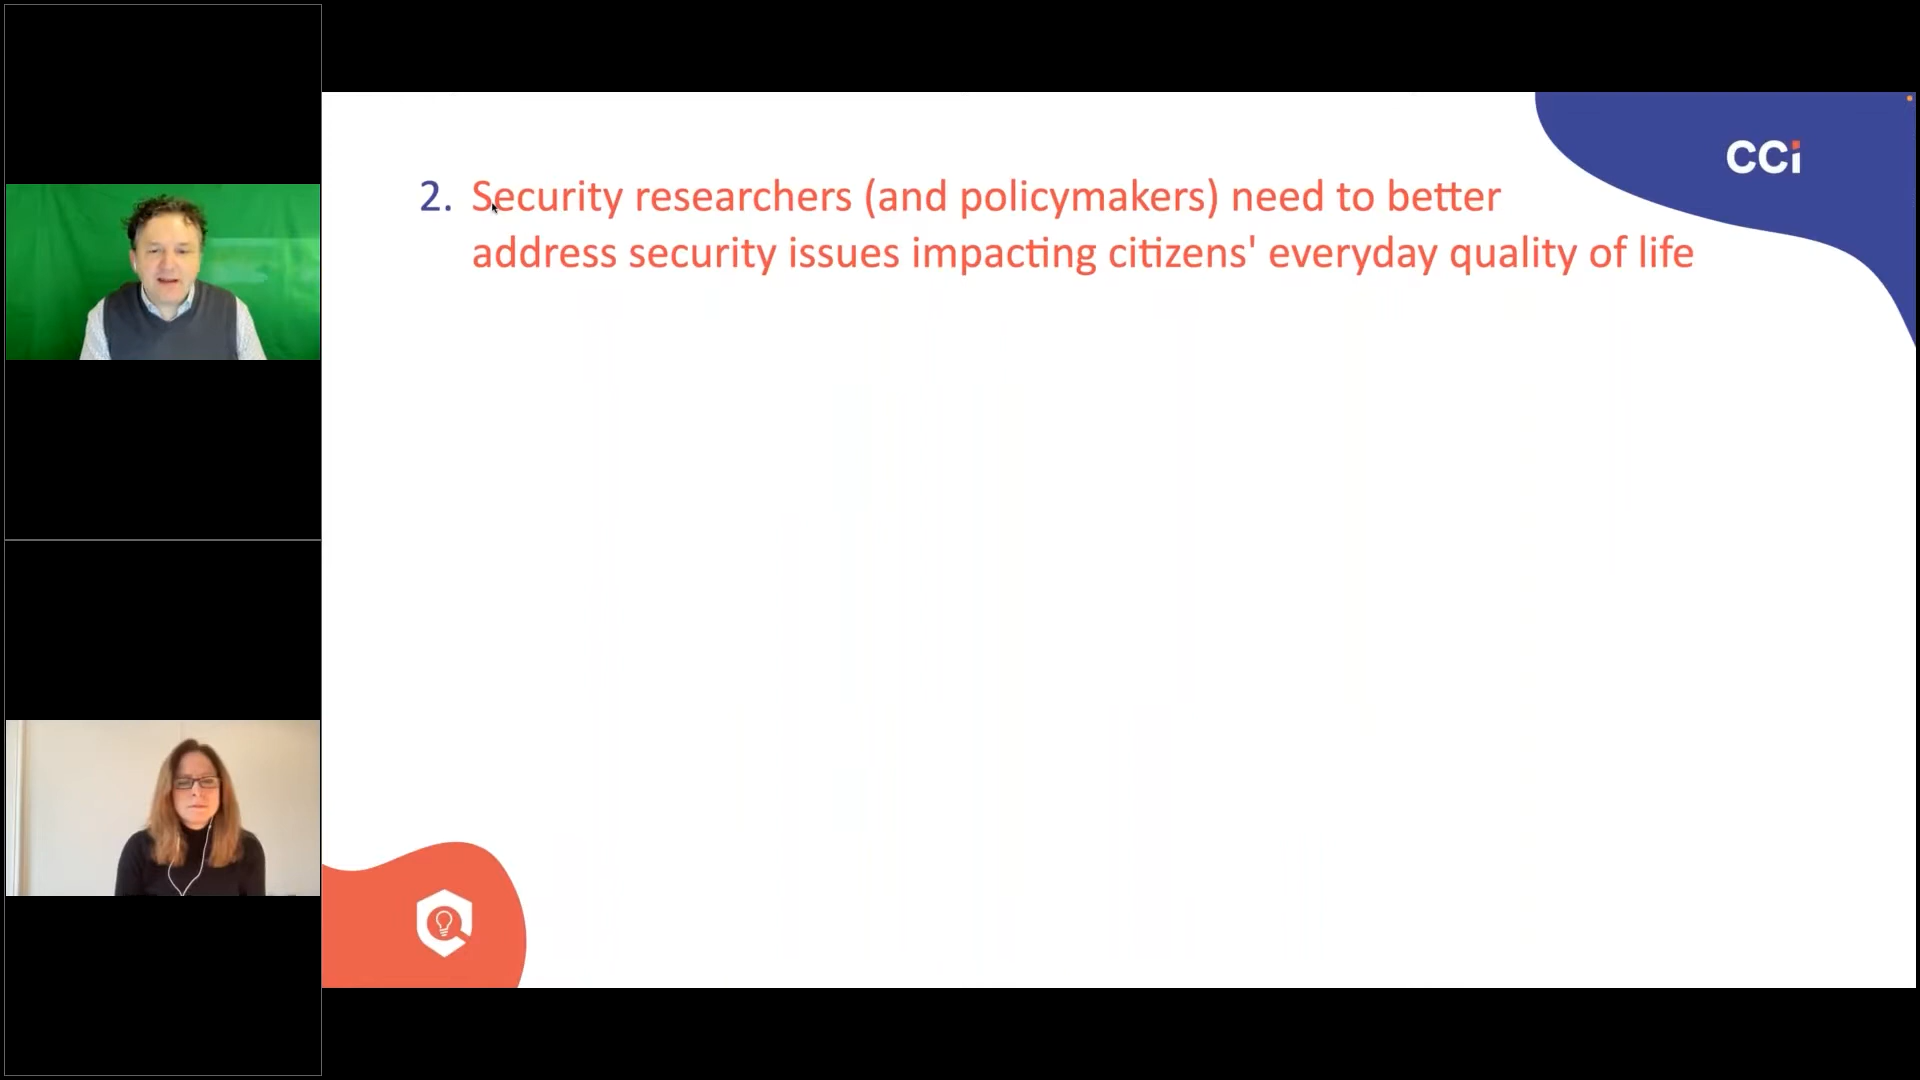 CCi
2. Security researchers (and policymakers) need to better
address security issues impacting citizens' everyday quality of life